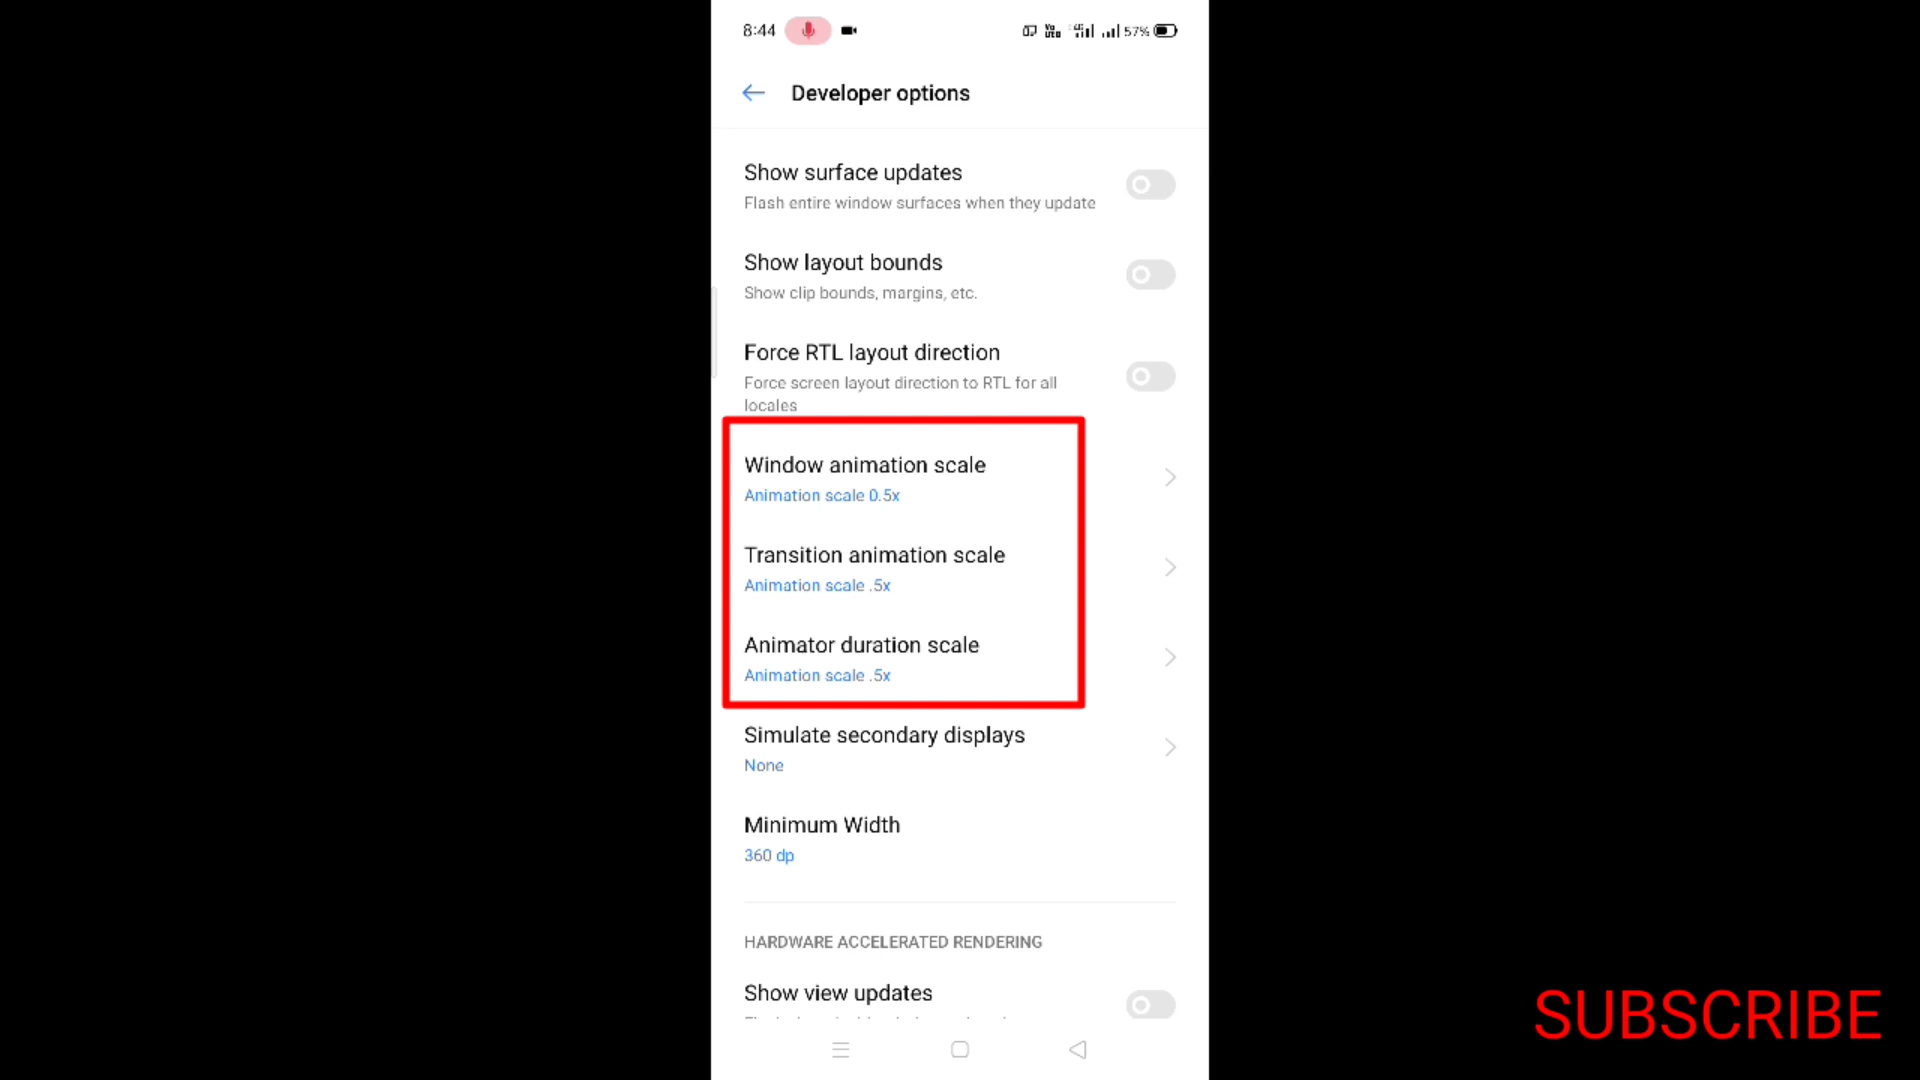 8:44
57%
Developer options
Show surface updates
Flash entire window surfaces when they update
Show layout bounds
Show clip bounds, margins, etc.
Force RTL layout direction
Force screen layout direction to RTL for all
locales
Window animation scale
Animation scale 0.5x
Transition animation scale
Animation scale .5x
Animator duration scale
Animation scale .5x
Simulate secondary displays
None
Minimum Width
360 dp
HARDWARE ACCELERATED RENDERING
Show view updates
SUBSCRIBE